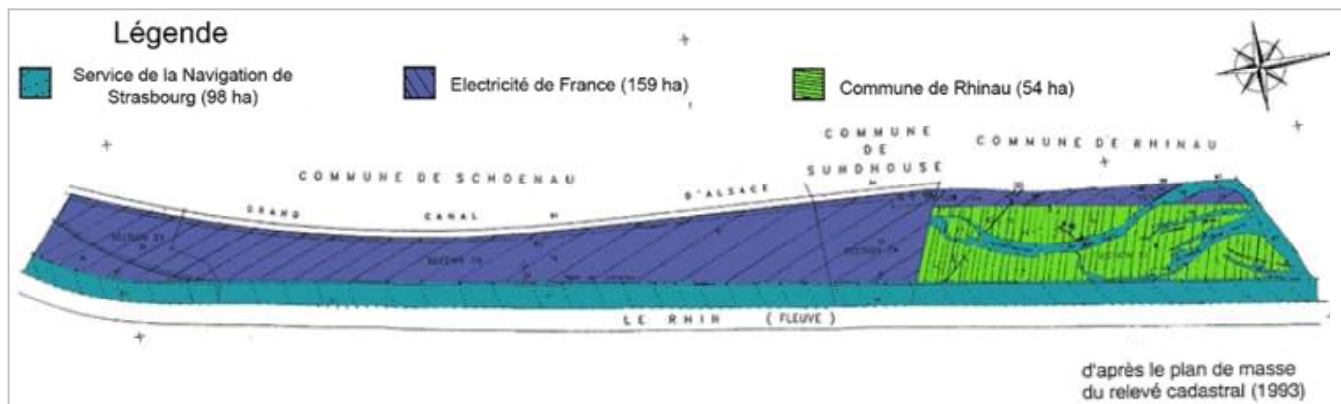 Légende
Service de la Navigation de
Strasbourg (98 ha)
Electricité de France (159 ha)
Commune de Rhinau (54 ha)
COMMUNE
DE
SUNDHOUSE
COMMUNE DE RHINAU
COMMUNE DE SCHOENAU
GRAND CANAL D'ALSACE
LE RHIN (FLEUVE)
d'après le plan de masse
du relevé cadastral (1993)